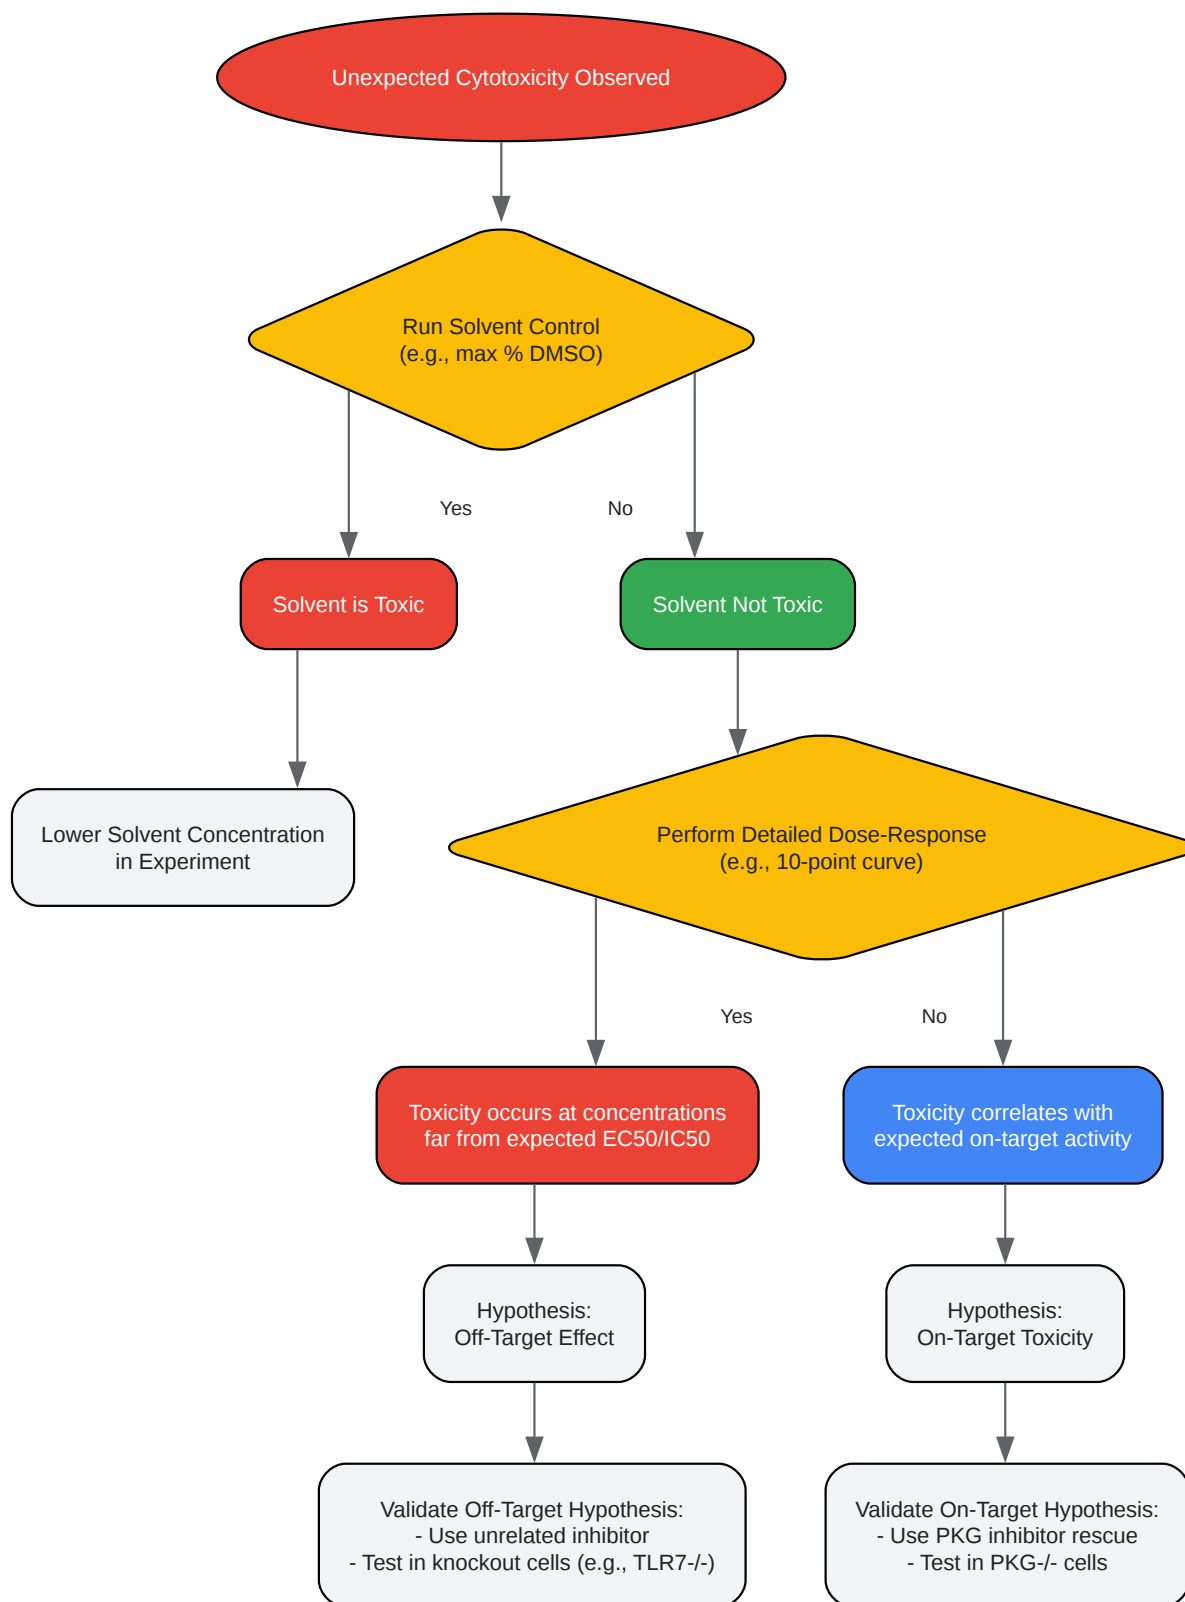 Unexpected Cytotoxicity Observed
Run Solvent Control
(e.g., max % DMSO)
Yes
No
Solvent is Toxic
Solvent Not Toxic
Lower Solvent Concentration
in Experiment
Perform Detailed Dose-Response
(e.g., 10-point curve)
Yes
No
Toxicity occurs at concentrations
far from expected EC50/IC50
Toxicity correlates with
expected on-target activity
Hypothesis:
Off-Target Effect
Hypothesis:
On-Target Toxicity
Validate Off-Target Hypothesis:
- Use unrelated inhibitor
- Test in knockout cells (e.g., TLR7-/-)
Validate On-Target Hypothesis:
- Use PKG inhibitor rescue
- Test in PKG-/- cells